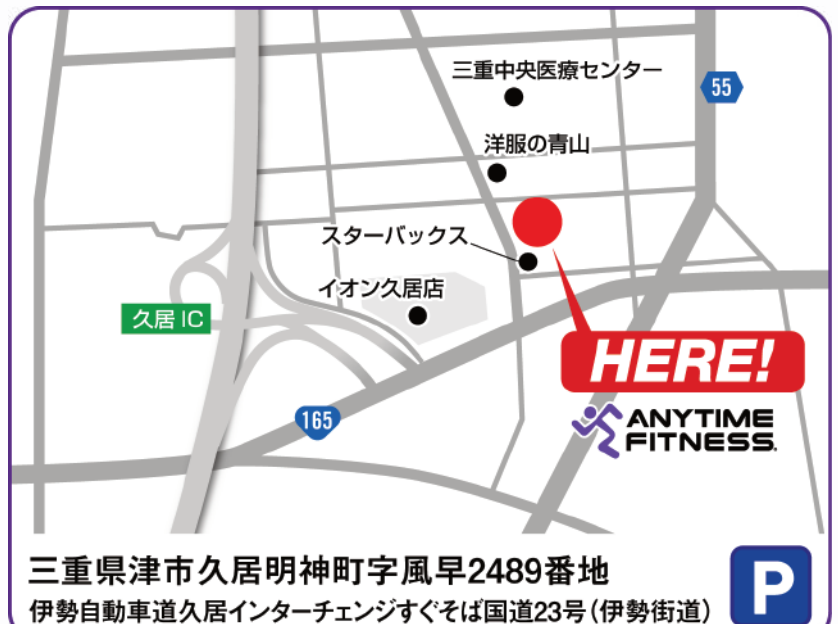 三重中央医療センター
55
洋服の青山
スターバックス
イオン久居店
久居 IC
HERE!
165
ANYTIME
FITNESS.
三重県津市久居明神町字風早2489番地
伊勢自動車道久居インターチェンジすぐそば国道23号(伊勢街道)
P